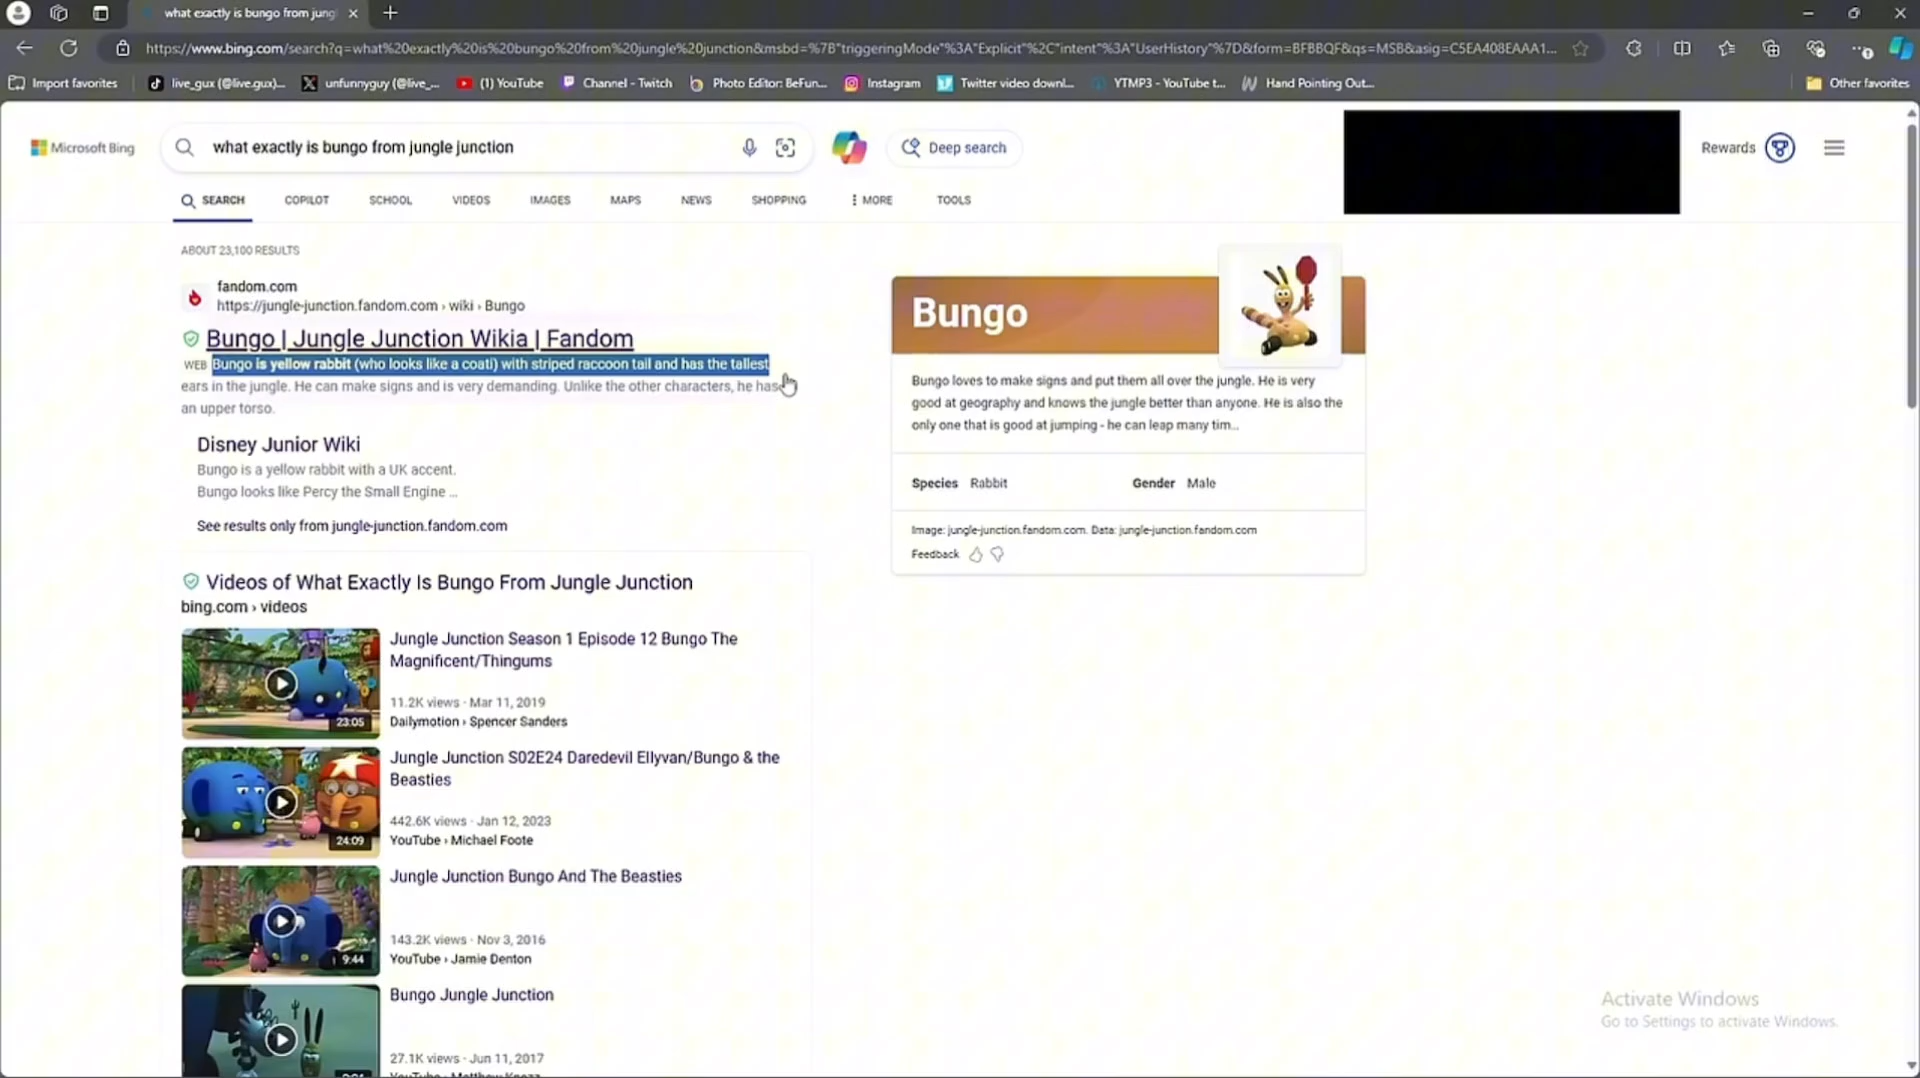 what exactly is bungo from jung
https://www.bing.com/search?q=what%20exactly%20is%20bungo%20from%20jungle%20junction&msbd=%7B"triggeringMode"%3A"Explicit"%2C"intent"%3A"UserHistory"%7D&form=BFBBQF&qs=MSB&asig=C5EA408EAAA1...
Import favorites
live_gux (@live.gux)...
unfunnyguy (@live_...
(1) YouTube
Channel - Twitch
Photo Editor: BeFun...
Instagram
Twitter video downl...
YTMP3 - YouTube t...
Hand Pointing Out...
Other favorites
Microsoft Bing
what exactly is bungo from jungle junction
Deep search
Rewards
SEARCH
COPILOT
SCHOOL
VIDEOS
IMAGES
MAPS
NEWS
SHOPPING
MORE
TOOLS
ABOUT 23,100 RESULTS
fandom.com
https://jungle-junction.fandom.com › wiki › Bungo
Bungo | Jungle Junction Wikia | Fandom
WEB Bungo is yellow rabbit (who looks like a coati) with striped raccoon tail and has the tallest
ears in the jungle. He can make signs and is very demanding. Unlike the other characters, he has
an upper torso.
Disney Junior Wiki
Bungo is a yellow rabbit with a UK accent.
Bungo looks like Percy the Small Engine ...
See results only from jungle-junction.fandom.com
Bungo
Bungo loves to make signs and put them all over the jungle. He is very
good at geography and knows the jungle better than anyone. He is also the
only one that is good at jumping - he can leap many tim...
Species Rabbit
Gender Male
Image: jungle-junction.fandom.com. Data: jungle-junction.fandom.com
Feedback
Videos of What Exactly Is Bungo From Jungle Junction
bing.com › videos
23:05
Jungle Junction Season 1 Episode 12 Bungo The
Magnificent/Thingums
11.2K views · Mar 11, 2019
Dailymotion › Spencer Sanders
24:09
Jungle Junction S02E24 Daredevil Ellyvan/Bungo & the
Beasties
442.6K views · Jan 12, 2023
YouTube › Michael Foote
9:44
Jungle Junction Bungo And The Beasties
143.2K views · Nov 3, 2016
YouTube › Jamie Denton
Bungo Jungle Junction
27.1K views · Jun 11, 2017
Activate Windows
Go to Settings to activate Windows.